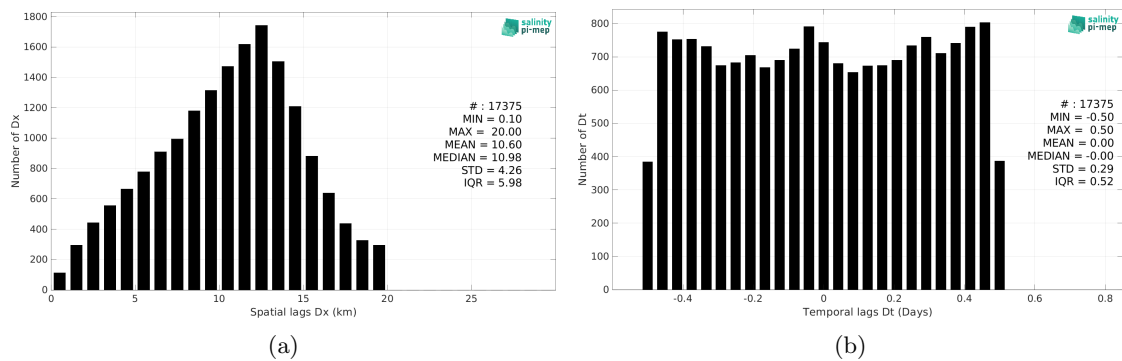 1800
1600
1400
1200
1000
800
600
400
200
0
Number of Dx
salinity
pi-mep
# : 17375
MIN = 0.10
MAX = 20.00
MEAN = 10.60
MEDIAN = 10.98
STD = 4.26
IQR = 5.98
0 5 10 15 20 25
Spatial lags Dx (km)
(a)
800
700
600
500
400
300
200
100
0
Number of Dt
salinity
pi-mep
# : 17375
MIN = -0.50
MAX = 0.50
MEAN = 0.00
MEDIAN = -0.00
STD = 0.29
IQR = 0.52
-0.4 -0.2 0 0.2 0.4 0.6 0.8
Temporal lags Dt (Days)
(b)